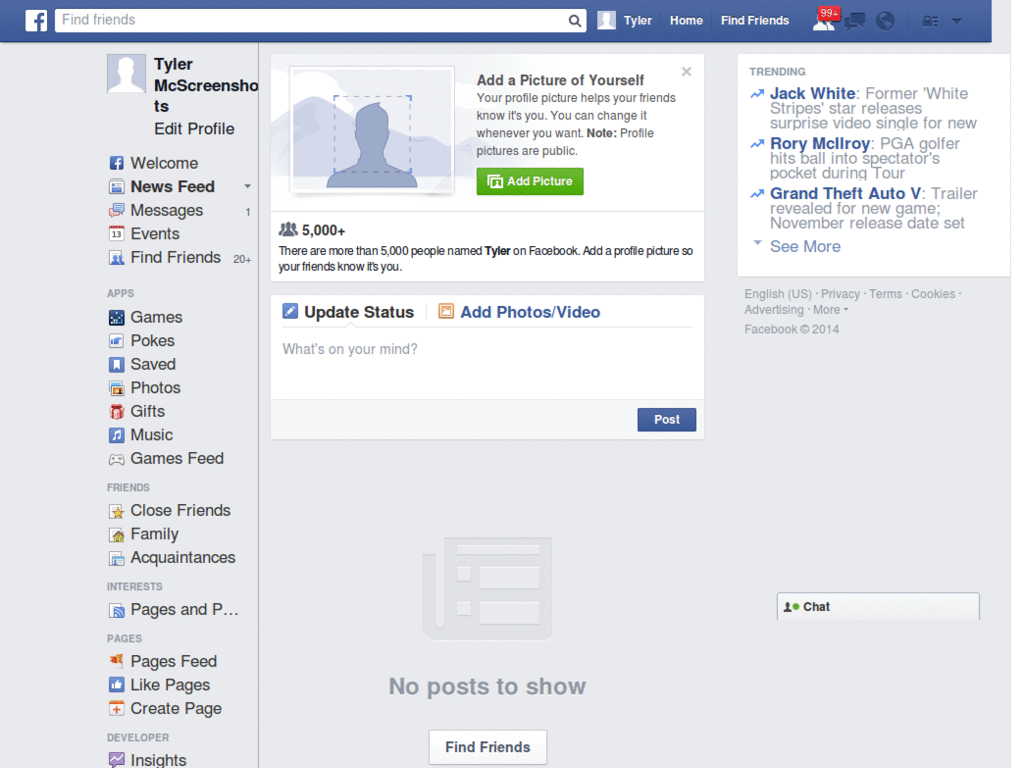 f
Find friends
Tyler
Home
Find Friends
99+
Tyler
McScreensho
ts
Edit Profile
Welcome
News Feed
Messages 1
13
Events
Find Friends 20+
APPS
Games
Pokes
Saved
Photos
Gifts
Music
Games Feed
FRIENDS
Close Friends
Family
Acquaintances
INTERESTS
Pages and P…
PAGES
Pages Feed
Like Pages
Create Page
DEVELOPER
Insights
Add a Picture of Yourself
Your profile picture helps your friends
know it's you. You can change it
whenever you want. Note: Profile
pictures are public.
Add Picture
5,000+
There are more than 5,000 people named Tyler on Facebook. Add a profile picture so
your friends know it's you.
Update Status
Add Photos/Video
What's on your mind?
Post
No posts to show
Find Friends
TRENDING
Jack White: Former 'White
Stripes' star releases
surprise video single for new
Rory McIlroy: PGA golfer
hits ball into spectator's
pocket during Tour
Grand Theft Auto V: Trailer
revealed for new game;
November release date set
See More
English (US) · Privacy · Terms · Cookies ·
Advertising · More
Facebook © 2014
Chat